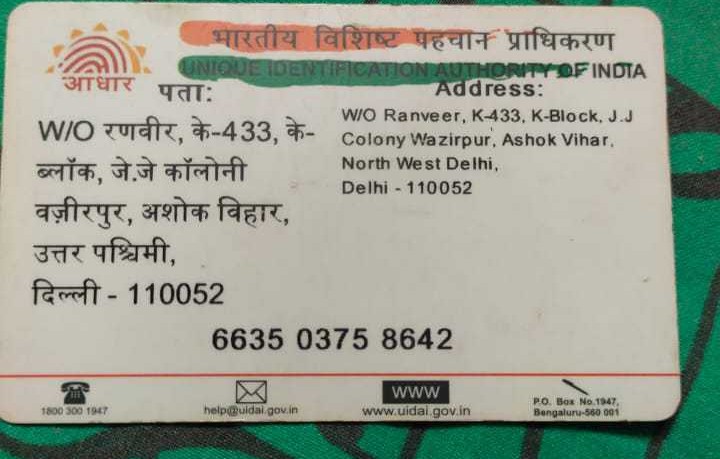 भारतीय विशिष्ट पहचान प्राधिकरण
UNIQUE IDENTIFICATION AUTHORITY OF INDIA
आधार
पता:
W/O रणवीर, के-433, के-
ब्लॉक, जे.जे कॉलोनी
वज़ीरपुर, अशोक विहार,
उत्तर पश्चिमी,
दिल्ली - 110052
Address:
W/O Ranveer, K-433, K-Block, J.J
Colony Wazirpur, Ashok Vihar,
North West Delhi,
Delhi - 110052
6635 0375 8642
1800 300 1947
help@uidai.gov.in
www
www.uidai.gov.in
P.O. Box No.1947,
Bengaluru-560 001